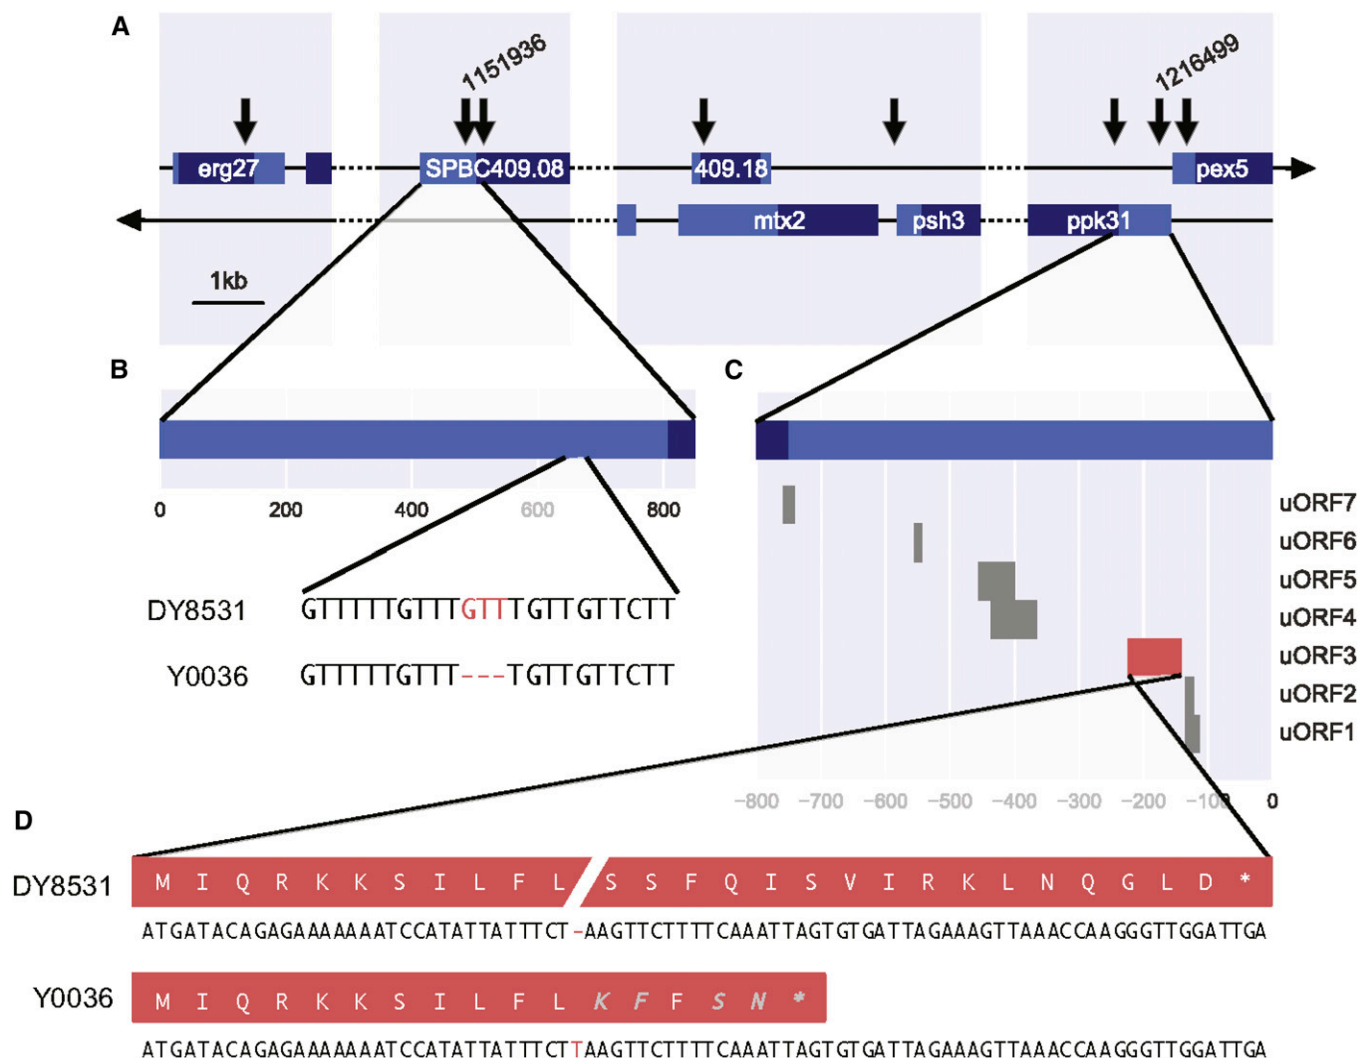 A
1151936
1216499
erg27
SPBC409.08
409.18
pex5
mtx2
psh3
ppk31
1kb
B
C
0 200 400 600 800
DY8531 GTTTTTGTTTGTTTGTTGTTCTT
Y0036 GTTTTTGTTT---TGTTGTTCTT
uORF7
uORF6
uORF5
uORF4
uORF3
uORF2
uORF1
−800 −700 −600 −500 −400 −300 −200 −100 0
D
DY8531 M I Q R K K S I L F L S S F Q I S V I R K L N Q G L D *
ATGATACAGAGAAAAAAATCCATATTATTTCT-AAGTTCTTTTCAAATTAGTGTGATTAGAAAGTTAAACCAAGGGTTGGATTGA
Y0036 M I Q R K K S I L F L K F F S N *
ATGATACAGAGAAAAAAATCCATATTATTTCTTAAGTTCTTTTCAAATTAGTGTGATTAGAAAGTTAAACCAAGGGTTGGATTGA